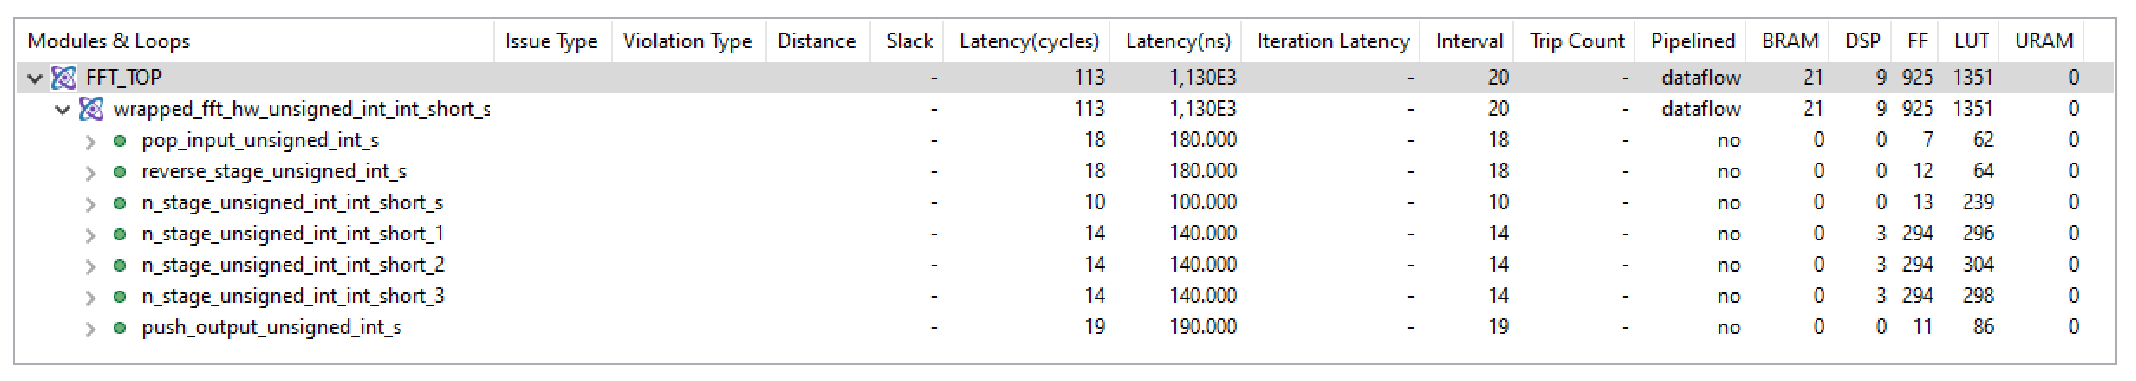 Modules & Loops Issue Type Violation Type Distance Slack Latency(cycles) Latency(ns) Iteration Latency Interval Trip Count Pipelined BRAM DSP FF LUT URAM
FFT_TOP - 113 1,130E3 - 20 - dataflow 21 9 925 1351 0
wrapped_fft_hw_unsigned_int_int_short_s - 113 1,130E3 - 20 - dataflow 21 9 925 1351 0
pop_input_unsigned_int_s - 18 180.000 - 18 - no 0 0 7 62 0
reverse_stage_unsigned_int_s - 18 180.000 - 18 - no 0 0 12 64 0
n_stage_unsigned_int_int_short_s - 10 100.000 - 10 - no 0 0 13 239 0
n_stage_unsigned_int_int_short_1 - 14 140.000 - 14 - no 0 3 294 296 0
n_stage_unsigned_int_int_short_2 - 14 140.000 - 14 - no 0 3 294 304 0
n_stage_unsigned_int_int_short_3 - 14 140.000 - 14 - no 0 3 294 298 0
push_output_unsigned_int_s - 19 190.000 - 19 - no 0 0 11 86 0